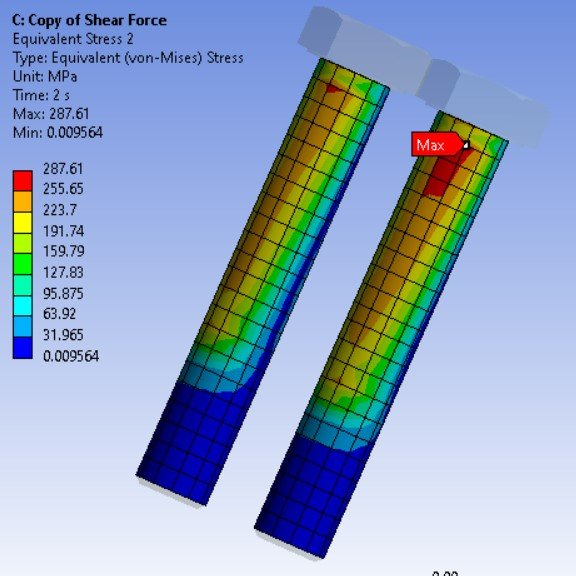 C: Copy of Shear Force
Equivalent Stress 2
Type: Equivalent (von-Mises) Stress
Unit: MPa
Time: 2 s
Max: 287.61
Min: 0.009564
287.61
255.65
223.7
191.74
159.79
127.83
95.875
63.92
31.965
0.009564
Max